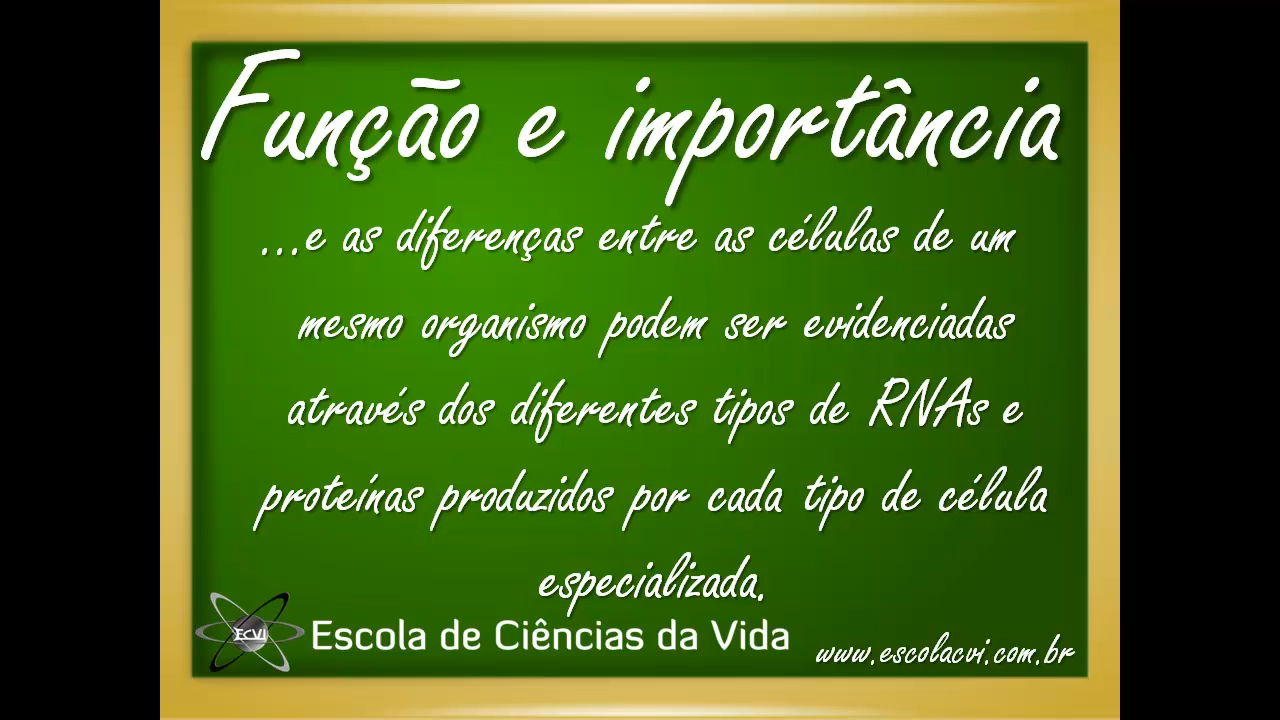 Função e importância
...e as diferenças entre as células de um
mesmo organismo podem ser evidenciadas
através dos diferentes tipos de RNAs e
proteínas produzidos por cada tipo de célula
especializada.
ECVI Escola de Ciências da Vida
www.escolacvi.com.br